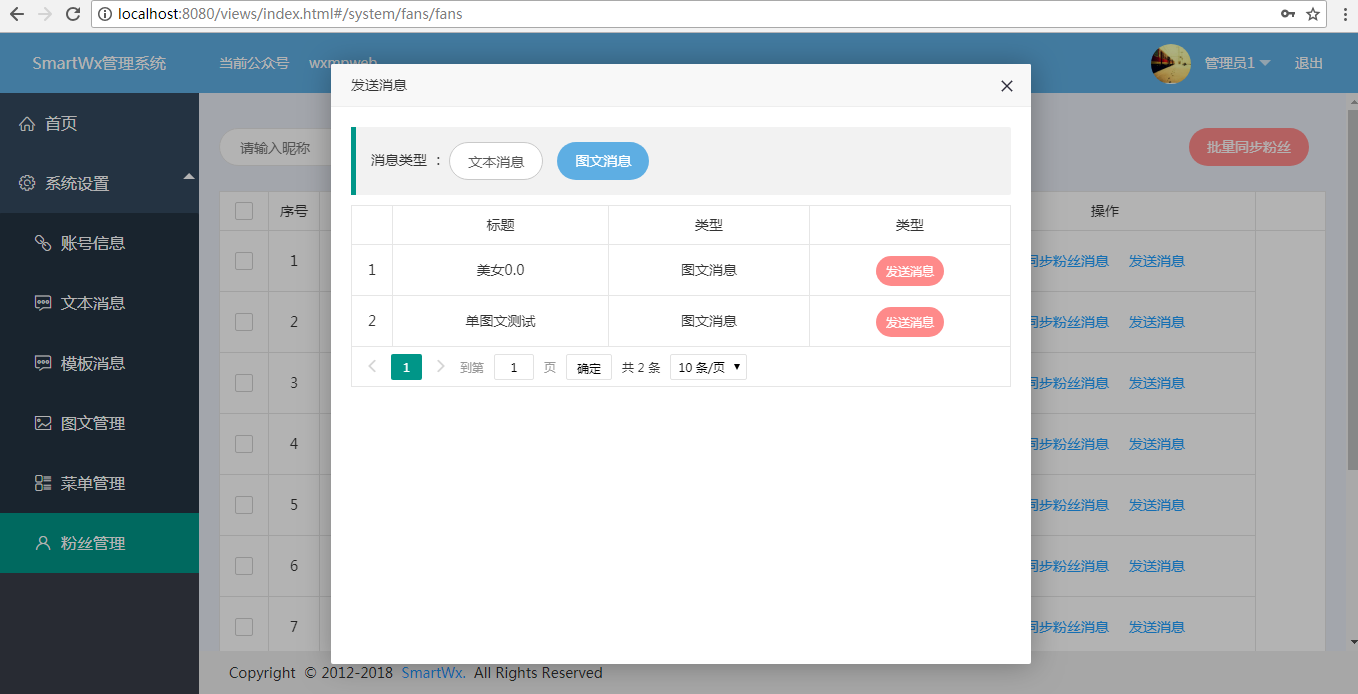 localhost:8080/views/index.html#/system/fans/fans
SmartWx管理系统 当前公众号 wxmpweb 管理员1 退出
首页
系统设置
账号信息
文本消息
模板消息
图文管理
菜单管理
粉丝管理
请输入昵称 批量同步粉丝
序号 操作
1 同步粉丝消息 发送消息
2 同步粉丝消息 发送消息
3 同步粉丝消息 发送消息
4 同步粉丝消息 发送消息
5 同步粉丝消息 发送消息
6 同步粉丝消息 发送消息
7 同步粉丝消息 发送消息
发送消息
消息类型 : 文本消息 图文消息
标题 类型 类型
1 美女0.0 图文消息 发送消息
2 单图文测试 图文消息 发送消息
1 到第 1 页 确定 共 2 条 10 条/页
Copyright © 2012-2018 SmartWx. All Rights Reserved